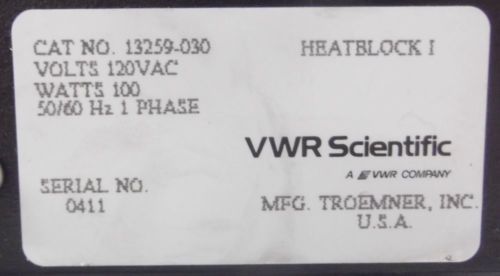 CAT NO. 13259-030
HEATBLOCK I
VOLTS 120VAC
WATTS 100
50/60 Hz 1 PHASE
VWR Scientific
A VWR COMPANY
SERIAL NO.
0411
MFG. TROEMNER, INC.
U.S.A.